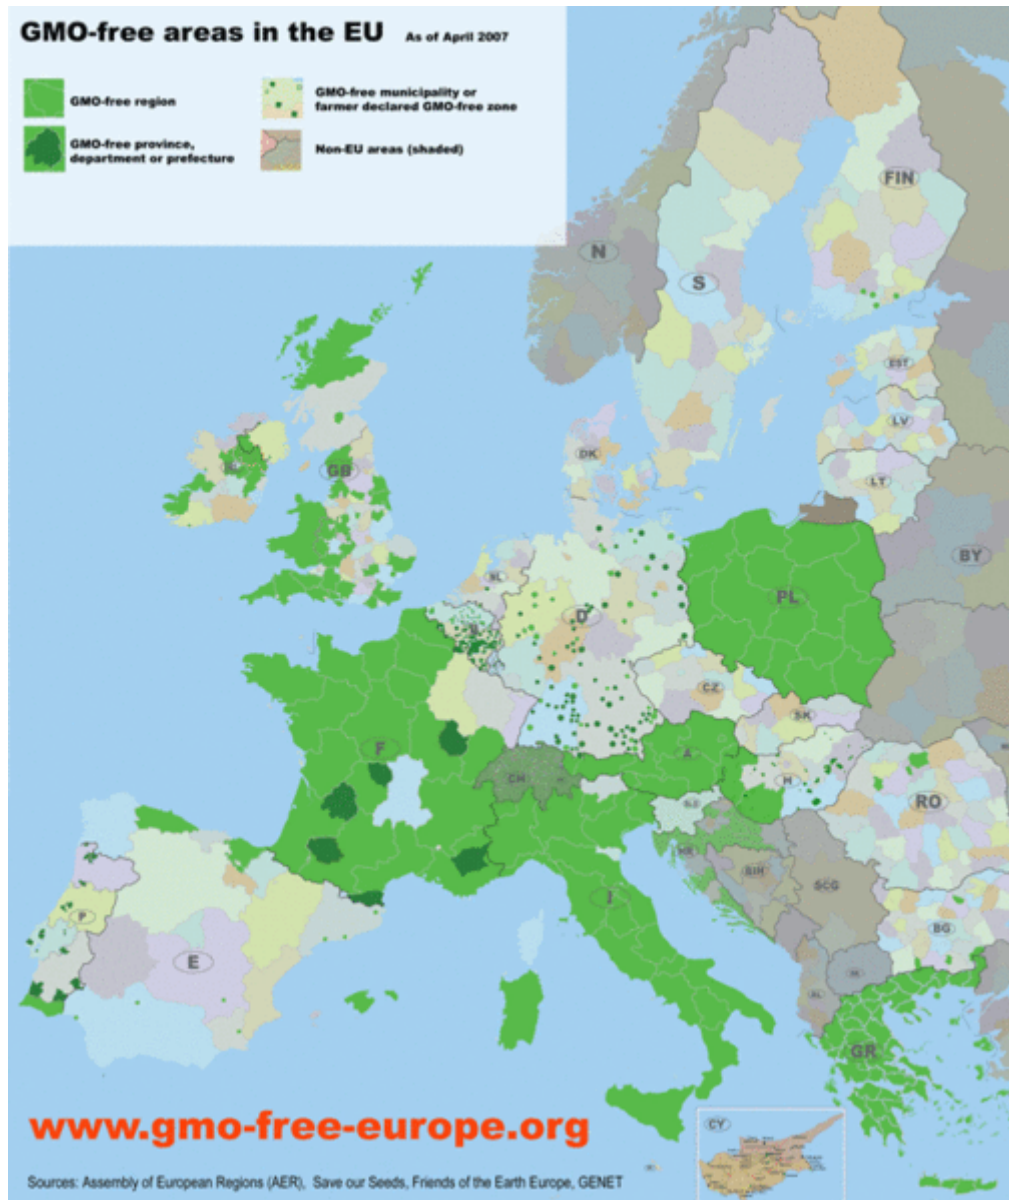 GMO-free areas in the EU As of April 2007
GMO-free region
GMO-free municipality or
farmer declared GMO-free zone
GMO-free province,
department or prefecture
Non-EU areas (shaded)
FIN
N
S
EST
LV
DK
LT
GB
BY
NL
PL
D
B
CZ
SK
F
A
CH
H
SLO
RO
HR
BIH
SCG
I
P
BG
E
AL
GR
www.gmo-free-europe.org
CY
Sources: Assembly of European Regions (AER), Save our Seeds, Friends of the Earth Europe, GENET